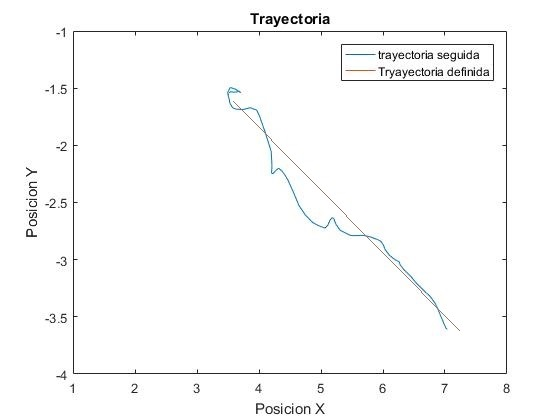 Trayectoria
trayectoria seguida
Tryayectoria definida
-1
-1.5
-2
-2.5
-3
-3.5
-4
Posicion Y
1 2 3 4 5 6 7 8
Posicion X